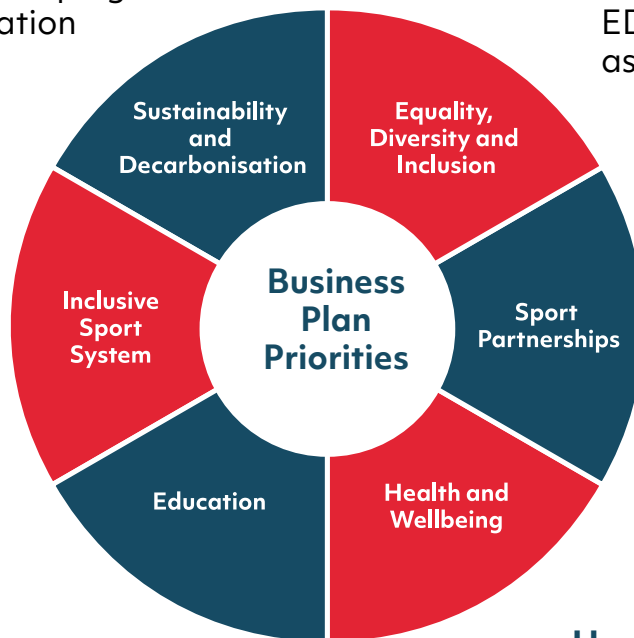 ation
Sustainability
and
Decarbonisation
Equality,
Diversity and
Inclusion
Inclusive
Sport
System
Business
Plan
Priorities
Sport
Partnerships
Education
Health and
Wellbeing